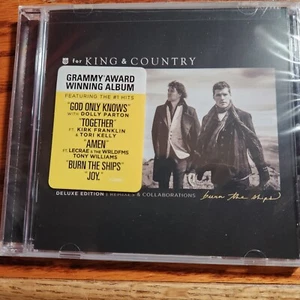 for KING & COUNTRY
GRAMMY AWARD
WINNING ALBUM
FEATURING THE #1 HITS
"GOD ONLY KNOWS"
WITH DOLLY PARTON
"TOGETHER"
FT. KIRK FRANKLIN
& TORI KELLY
"AMEN"
FT. LECRAE & THE WRLDFMS
TONY WILLIAMS
"BURN THE SHIPS"
"JOY."
DELUXE EDITION: REMIXES & COLLABORATIONS
burn the ships